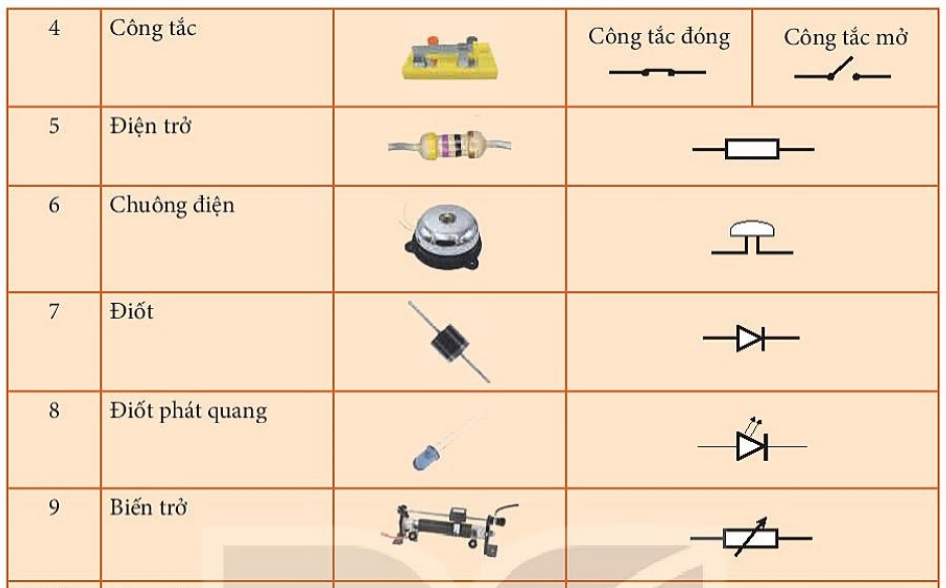 4
Công tắc
Công tắc đóng
Công tắc mở
5
Điện trở
6
Chuông điện
7
Điốt
8
Điốt phát quang
9
Biến trở